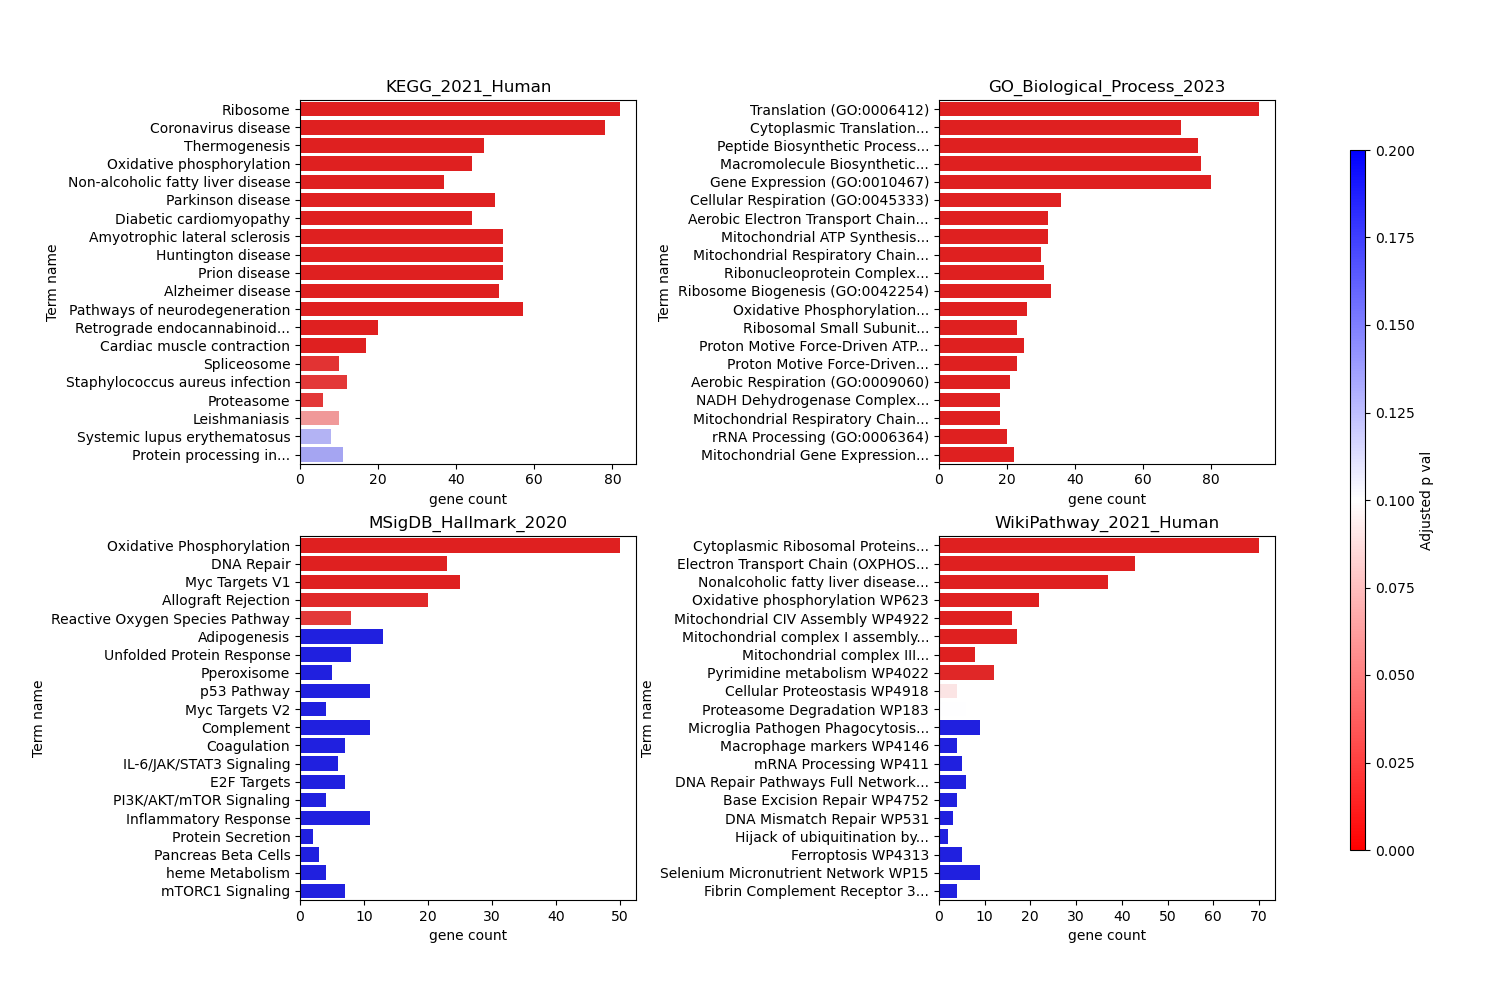 KEGG_2021_Human
Ribosome
Coronavirus disease
Thermogenesis
Oxidative phosphorylation
Non-alcoholic fatty liver disease
Parkinson disease
Diabetic cardiomyopathy
Amyotrophic lateral sclerosis
Huntington disease
Prion disease
Alzheimer disease
Pathways of neurodegeneration
Retrograde endocannabinoid...
Cardiac muscle contraction
Spliceosome
Staphylococcus aureus infection
Proteasome
Leishmaniasis
Systemic lupus erythematosus
Protein processing in...
Term name
0 20 40 60 80
gene count
GO_Biological_Process_2023
Translation (GO:0006412)
Cytoplasmic Translation...
Peptide Biosynthetic Process...
Macromolecule Biosynthetic...
Gene Expression (GO:0010467)
Cellular Respiration (GO:0045333)
Aerobic Electron Transport Chain...
Mitochondrial ATP Synthesis...
Mitochondrial Respiratory Chain...
Ribonucleoprotein Complex...
Ribosome Biogenesis (GO:0042254)
Oxidative Phosphorylation...
Ribosomal Small Subunit...
Proton Motive Force-Driven ATP...
Proton Motive Force-Driven...
Aerobic Respiration (GO:0009060)
NADH Dehydrogenase Complex...
Mitochondrial Respiratory Chain...
rRNA Processing (GO:0006364)
Mitochondrial Gene Expression...
Term name
0 20 40 60 80
gene count
MSigDB_Hallmark_2020
Oxidative Phosphorylation
DNA Repair
Myc Targets V1
Allograft Rejection
Reactive Oxygen Species Pathway
Adipogenesis
Unfolded Protein Response
Pperoxisome
p53 Pathway
Myc Targets V2
Complement
Coagulation
IL-6/JAK/STAT3 Signaling
E2F Targets
PI3K/AKT/mTOR Signaling
Inflammatory Response
Protein Secretion
Pancreas Beta Cells
heme Metabolism
mTORC1 Signaling
Term name
0 10 20 30 40 50
gene count
WikiPathway_2021_Human
Cytoplasmic Ribosomal Proteins...
Electron Transport Chain (OXPHOS...
Nonalcoholic fatty liver disease...
Oxidative phosphorylation WP623
Mitochondrial CIV Assembly WP4922
Mitochondrial complex I assembly...
Mitochondrial complex III...
Pyrimidine metabolism WP4022
Cellular Proteostasis WP4918
Proteasome Degradation WP183
Microglia Pathogen Phagocytosis...
Macrophage markers WP4146
mRNA Processing WP411
DNA Repair Pathways Full Network...
Base Excision Repair WP4752
DNA Mismatch Repair WP531
Hijack of ubiquitination by...
Ferroptosis WP4313
Selenium Micronutrient Network WP15
Fibrin Complement Receptor 3...
Term name
0 10 20 30 40 50 60 70
gene count
0.200
0.175
0.150
0.125
0.100
0.075
0.050
0.025
0.000
Adjusted p val